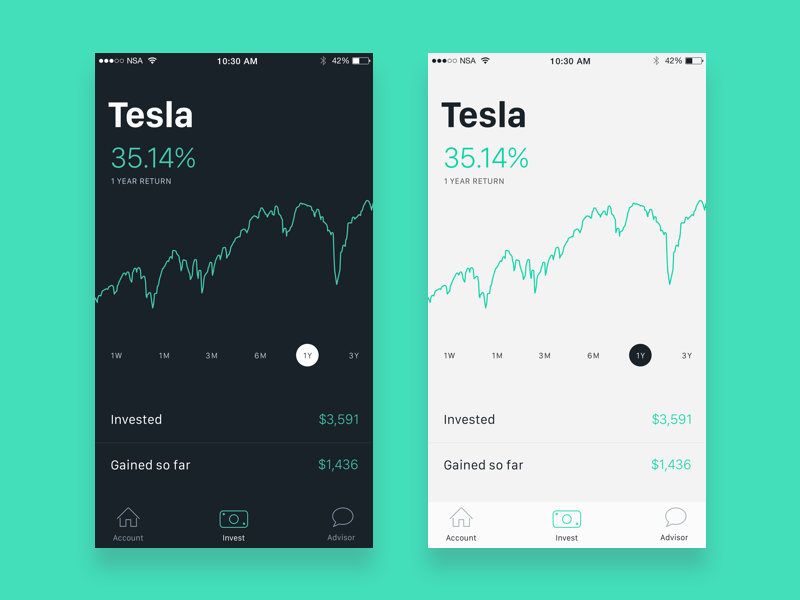 NSA 10:30 AM 42%
Tesla
35.14%
1 YEAR RETURN
1W 1M 3M 6M 1Y 3Y
Invested $3,591
Gained so far $1,436
Account Invest Advisor
NSA 10:30 AM 42%
Tesla
35.14%
1 YEAR RETURN
1W 1M 3M 6M 1Y 3Y
Invested $3,591
Gained so far $1,436
Account Invest Advisor